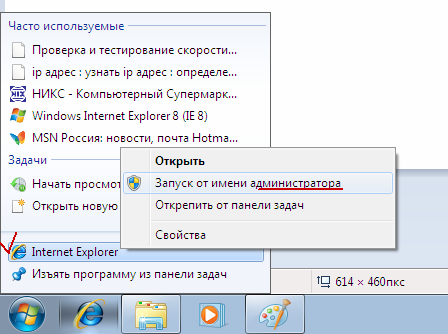 Часто используемые
Проверка и тестирование скорости...
ip адрес : узнать ip адрес : определе...
НИКС - Компьютерный Супермарк...
Windows Internet Explorer 8 (IE 8)
MSN Россия: новости, почта Hotma...
Задачи
Открыть
Начать просмот
Запуск от имени администратора
Открыть новую
Открепить от панели задач
Свойства
Internet Explorer
Изъять программу из панели задач
614 × 460пкс